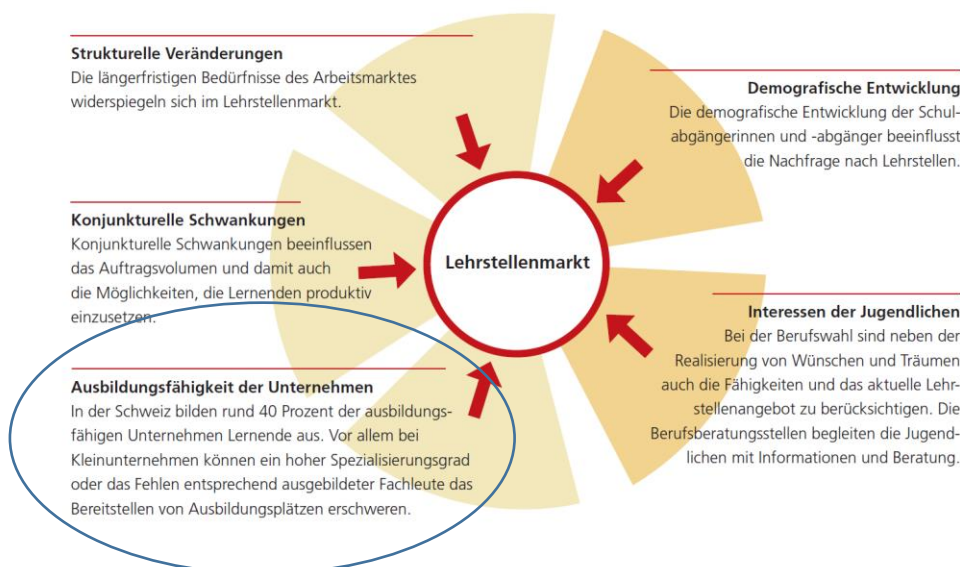 Strukturelle Veränderungen
Die längerfristigen Bedürfnisse des Arbeitsmarktes
widerspiegeln sich im Lehrstellenmarkt.
Konjunkturelle Schwankungen
Konjunkturelle Schwankungen beeinflussen
das Auftragsvolumen und damit auch
die Möglichkeiten, die Lernenden produktiv
einzusetzen.
Ausbildungsfähigkeit der Unternehmen
In der Schweiz bilden rund 40 Prozent der ausbildungs-
fähigen Unternehmen Lernende aus. Vor allem bei
Kleinunternehmen können ein hoher Spezialisierungsgrad
oder das Fehlen entsprechend ausgebildeter Fachleute das
Bereitstellen von Ausbildungsplätzen erschweren.
Lehrstellenmarkt
Demografische Entwicklung
Die demografische Entwicklung der Schul-
abgängerinnen und -abgänger beeinflusst
die Nachfrage nach Lehrstellen.
Interessen der Jugendlichen
Bei der Berufswahl sind neben der
Realisierung von Wünschen und Träumen
auch die Fähigkeiten und das aktuelle Lehr-
stellenangebot zu berücksichtigen. Die
Berufsberatungsstellen begleiten die Jugend-
lichen mit Informationen und Beratung.